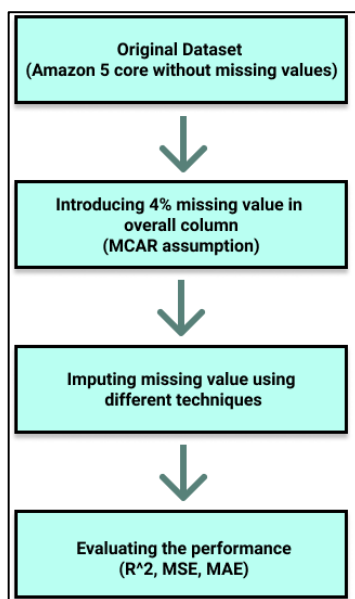 Original Dataset
(Amazon 5 core without missing values)
Introducing 4% missing value in
overall column
(MCAR assumption)
Imputing missing value using
different techniques
Evaluating the performance
(R^2, MSE, MAE)